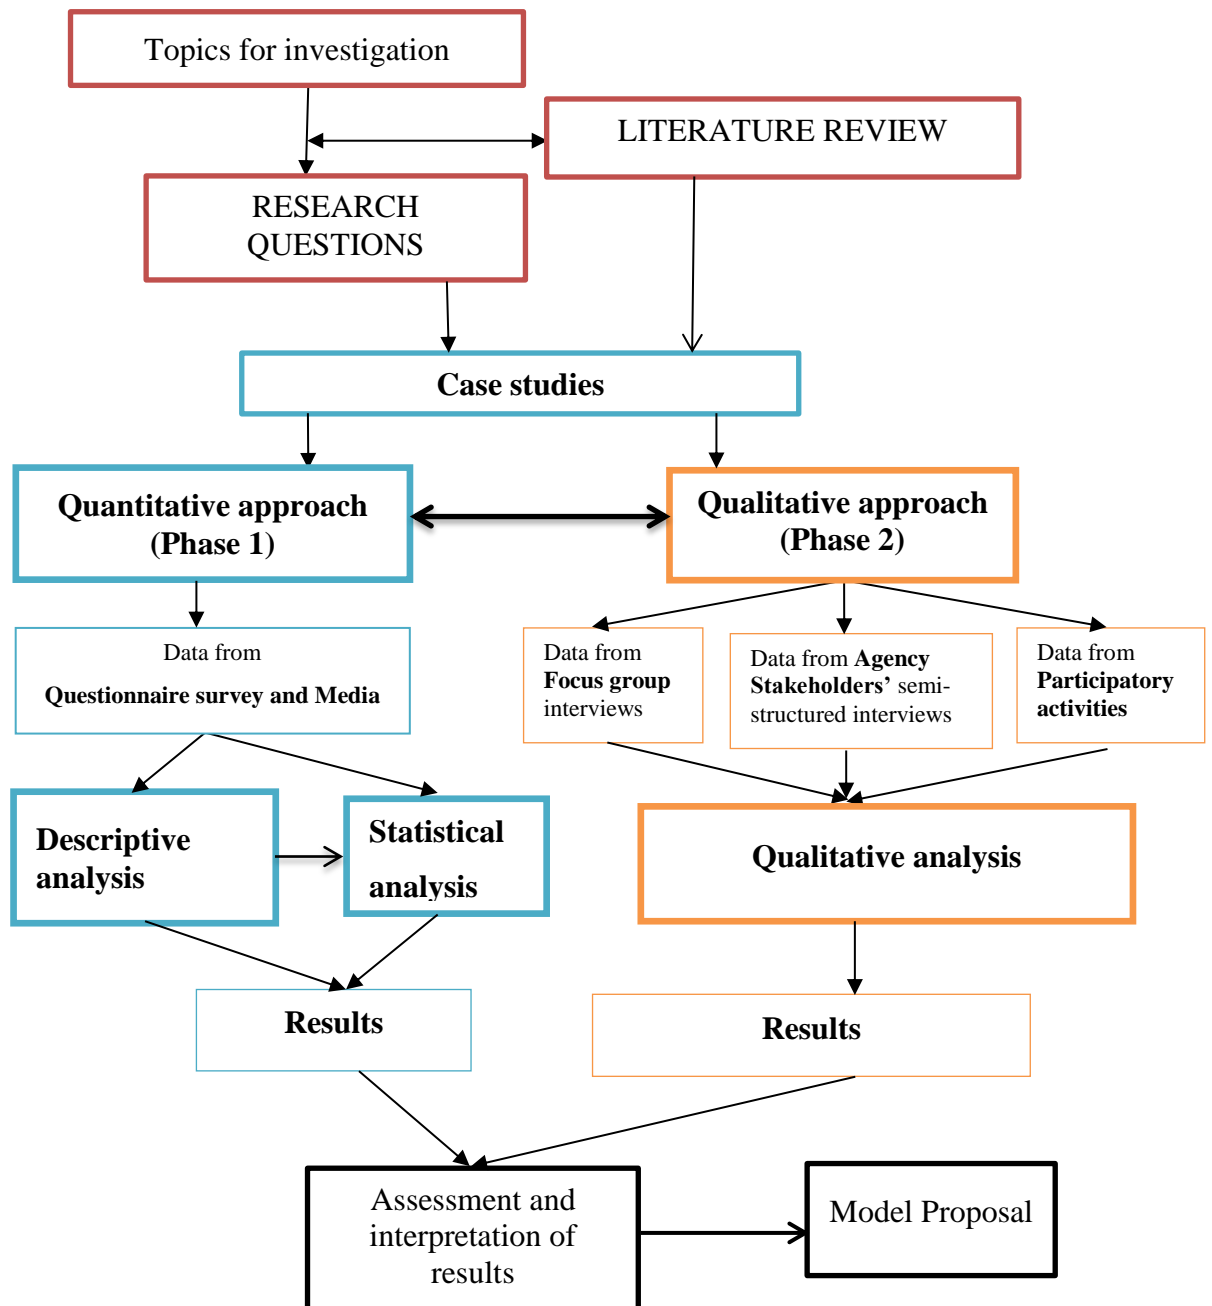 Topics for investigation
LITERATURE REVIEW
RESEARCH
QUESTIONS
Case studies
Quantitative approach
(Phase 1)
Qualitative approach
(Phase 2)
Data from
Questionnaire survey and Media
Data from
Focus group
interviews
Data from Agency
Stakeholders’ semi-
structured interviews
Data from
Participatory
activities
Descriptive
analysis
Statistical
analysis
Qualitative analysis
Results
Results
Assessment and
interpretation of
results
Model Proposal